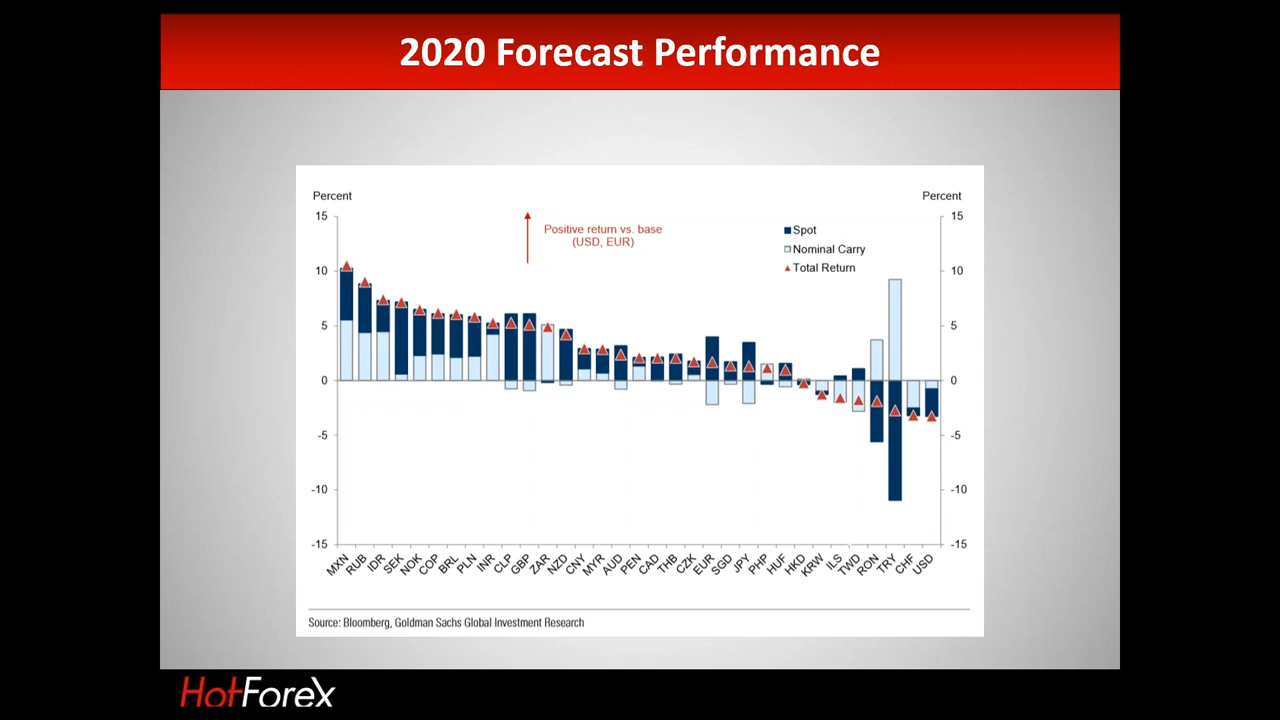 2020 Forecast Performance
Percent
Percent
15
10
5
0
-5
-10
-15
Positive return vs. base
(USD, EUR)
Spot
Nominal Carry
Total Return
15
10
5
0
-5
-10
-15
MXN
RUB
IDR
SEK
NOK
COP
BRL
PLN
INR
CLP
GBP
ZAR
NZD
CNY
MYR
AUD
PEN
CAD
THB
CZK
EUR
SGD
JPY
PHP
HUF
HKD
KRW
ILS
TWD
RON
TRY
CHF
USD
Source: Bloomberg, Goldman Sachs Global Investment Research
HotForex